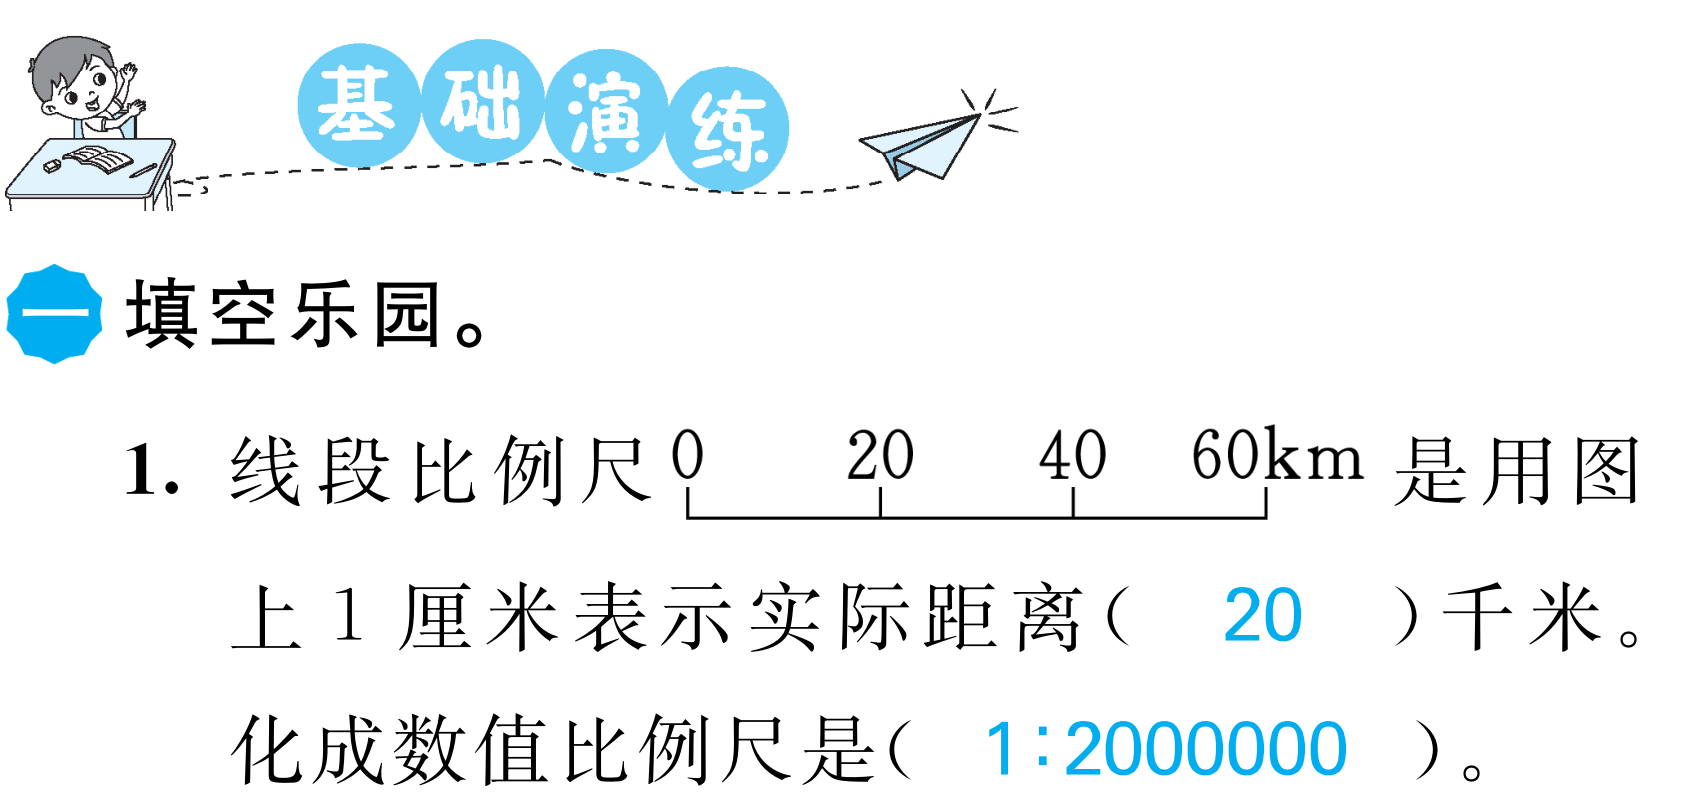 基础演练
一 填空乐园。
1. 线段比例尺 0 20 40 60km 是用图
上1厘米表示实际距离( 20 )千米。
化成数值比例尺是( 1∶2000000 )。